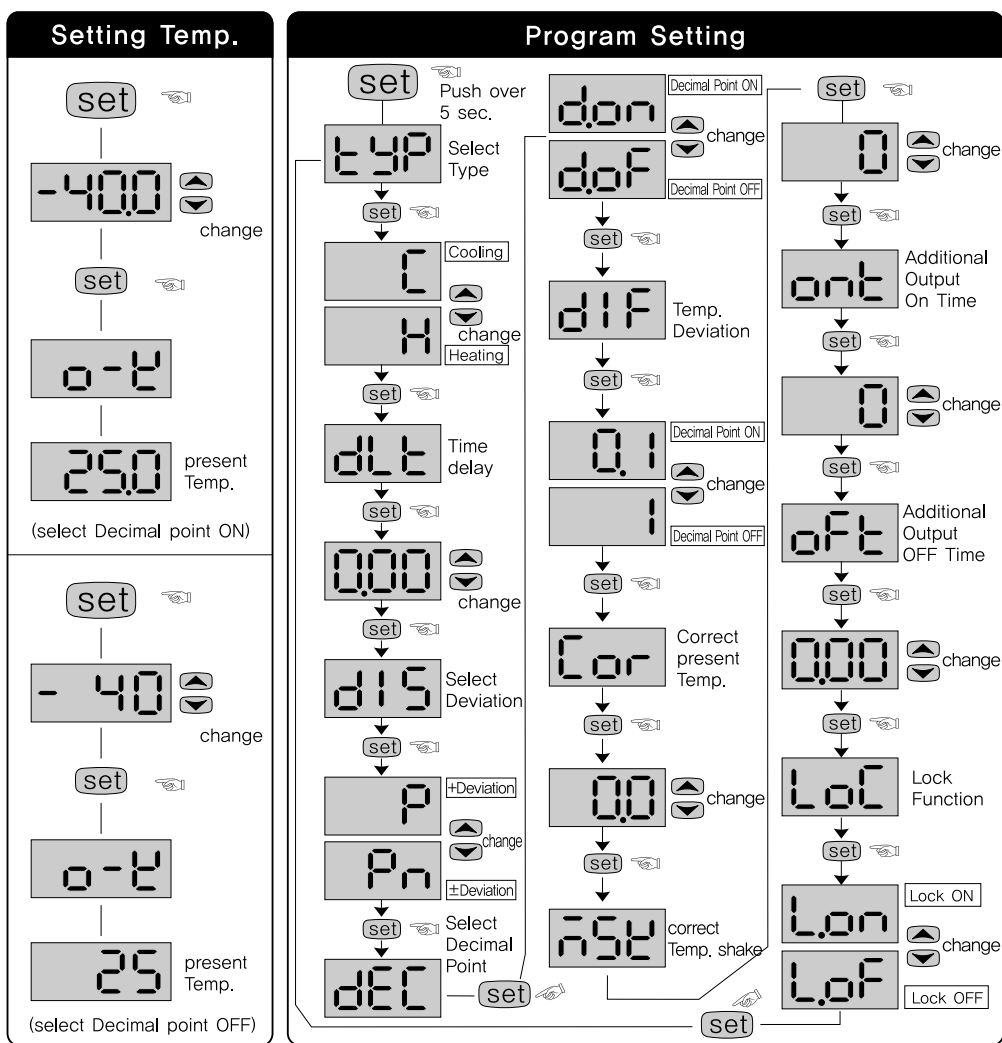 Setting Temp.
set
-40.0
change
set
o-k
25.0
present
Temp.
(select Decimal point ON)
set
- 40
change
set
o-k
25
present
Temp.
(select Decimal point OFF)
Program Setting
set
Push over
5 sec.
tyP
Select
Type
set
C
Cooling
H
change
Heating
set
dLt
Time
delay
set
0.00
change
set
dIS
Select
Deviation
set
P
+Deviation
change
Pn
±Deviation
set
Select
Decimal
Point
dEC
set
d.on
Decimal Point ON
change
d.oF
Decimal Point OFF
set
dIF
Temp.
Deviation
set
0.1
Decimal Point ON
change
1
Decimal Point OFF
set
Cor
Correct
present
Temp.
set
0.0
change
set
nSk
correct
Temp. shake
set
0
change
set
ont
Additional
Output
On Time
set
0
change
set
oFt
Additional
Output
OFF Time
set
0.00
change
set
LoC
Lock
Function
set
L.on
Lock ON
change
L.oF
Lock OFF
set